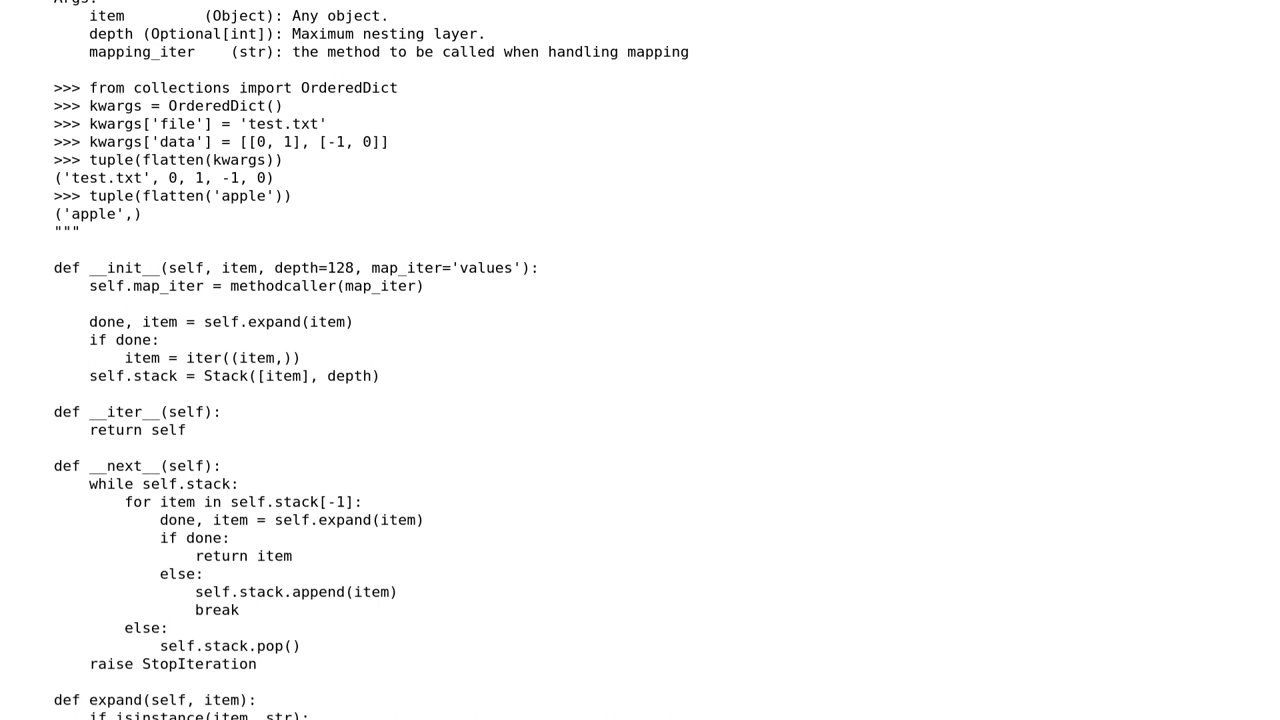 Args:
    item         (Object): Any object.
    depth (Optional[int]): Maximum nesting layer.
    mapping_iter    (str): the method to be called when handling mapping

>>> from collections import OrderedDict
>>> kwargs = OrderedDict()
>>> kwargs['file'] = 'test.txt'
>>> kwargs['data'] = [[0, 1], [-1, 0]]
>>> tuple(flatten(kwargs))
('test.txt', 0, 1, -1, 0)
>>> tuple(flatten('apple'))
('apple',)
"""

def __init__(self, item, depth=128, map_iter='values'):
    self.map_iter = methodcaller(map_iter)

    done, item = self.expand(item)
    if done:
        item = iter((item,))
    self.stack = Stack([item], depth)

def __iter__(self):
    return self

def __next__(self):
    while self.stack:
        for item in self.stack[-1]:
            done, item = self.expand(item)
            if done:
                return item
            else:
                self.stack.append(item)
                break
        else:
            self.stack.pop()
    raise StopIteration

def expand(self, item):
    if isinstance(item, str):